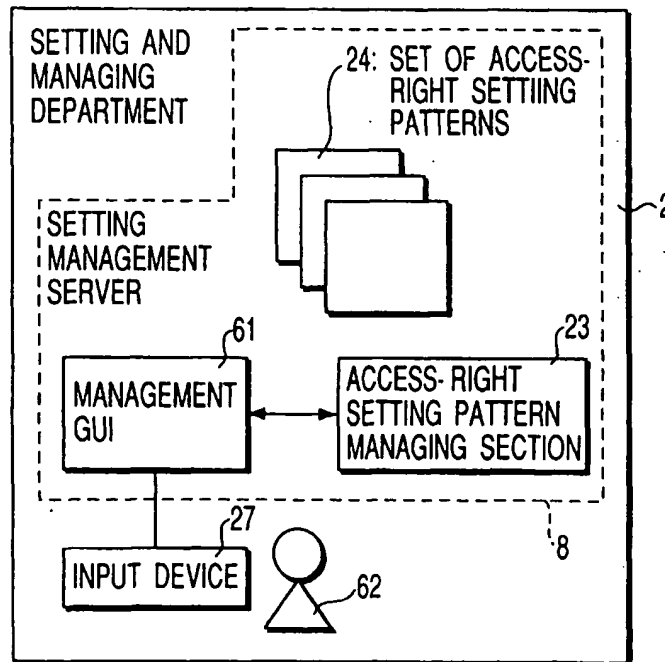 SETTING AND
MANAGING
DEPARTMENT
24: SET OF ACCESS-
RIGHT SETTIING
PATTERNS
2
SETTING
MANAGEMENT
SERVER
61
MANAGEMENT
GUI
23
ACCESS-RIGHT
SETTING PATTERN
MANAGING SECTION
8
27
INPUT DEVICE
62